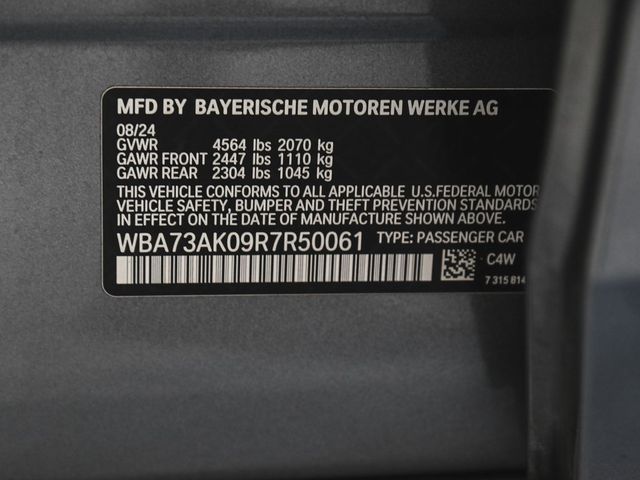 MFD BY BAYERISCHE MOTOREN WERKE AG
08/24
GVWR 4564 lbs 2070 kg
GAWR FRONT 2447 lbs 1110 kg
GAWR REAR 2304 lbs 1045 kg
THIS VEHICLE CONFORMS TO ALL APPLICABLE U.S.FEDERAL MOTOR
VEHICLE SAFETY, BUMPER AND THEFT PREVENTION STANDARDS
IN EFFECT ON THE DATE OF MANUFACTURE SHOWN ABOVE.
WBA73AK09R7R50061 TYPE: PASSENGER CAR
C4W
7 315 814